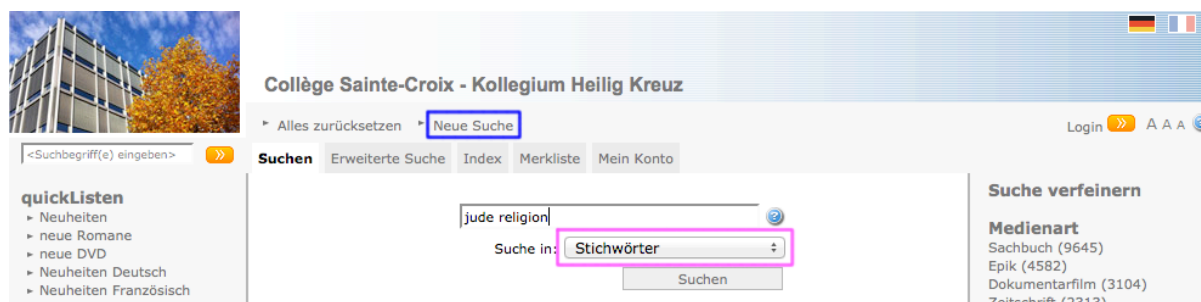 Collège Sainte-Croix - Kollegium Heilig Kreuz
Alles zurücksetzen Neue Suche
Login A A A
<Suchbegriff(e) eingeben>
Suchen Erweiterte Suche Index Merkliste Mein Konto
quickListen
Neuheiten
neue Romane
neue DVD
Neuheiten Deutsch
Neuheiten Französisch
jude religion
Suche in: Stichwörter
Suchen
Suche verfeinern
Medienart
Sachbuch (9645)
Epik (4582)
Dokumentarfilm (3104)
Zeitschrift (2313)